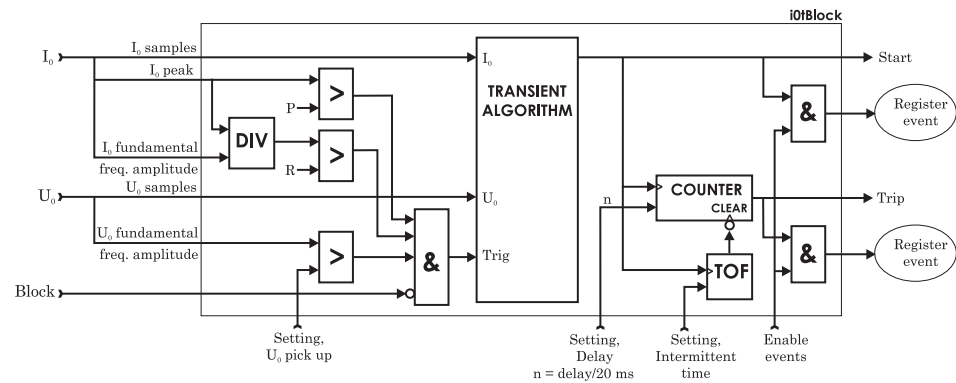 i0tBlock
I₀
I₀ samples
I₀
Start
I₀ peak
>
TRANSIENT
ALGORITHM
&
Register
event
P
DIV
>
I₀ fundamental
freq. amplitude
R
U₀
U₀ samples
U₀
n
COUNTER
CLEAR
Trip
U₀ fundamental
freq. amplitude
>
&
Trig
TOF
&
Register
event
Block
Setting,
U₀ pick up
Setting,
Delay
n = delay/20 ms
Setting,
Intermittent
time
Enable
events